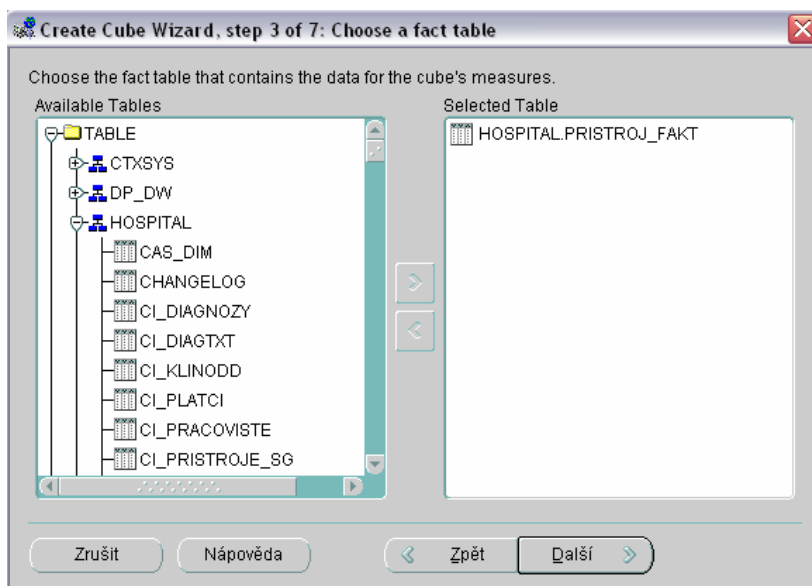 Create Cube Wizard, step 3 of 7: Choose a fact table
Choose the fact table that contains the data for the cube's measures.
Available Tables
Selected Table
TABLE
CTXSYS
DP_DW
HOSPITAL
CAS_DIM
CHANGELOG
CI_DIAGNOZY
CI_DIAGTXT
CI_KLINODD
CI_PLATCI
CI_PRACOVISTE
CI_PRISTROJE_SG
HOSPITAL.PRISTROJ_FAKT
Zrušit
Nápověda
Zpět
Další